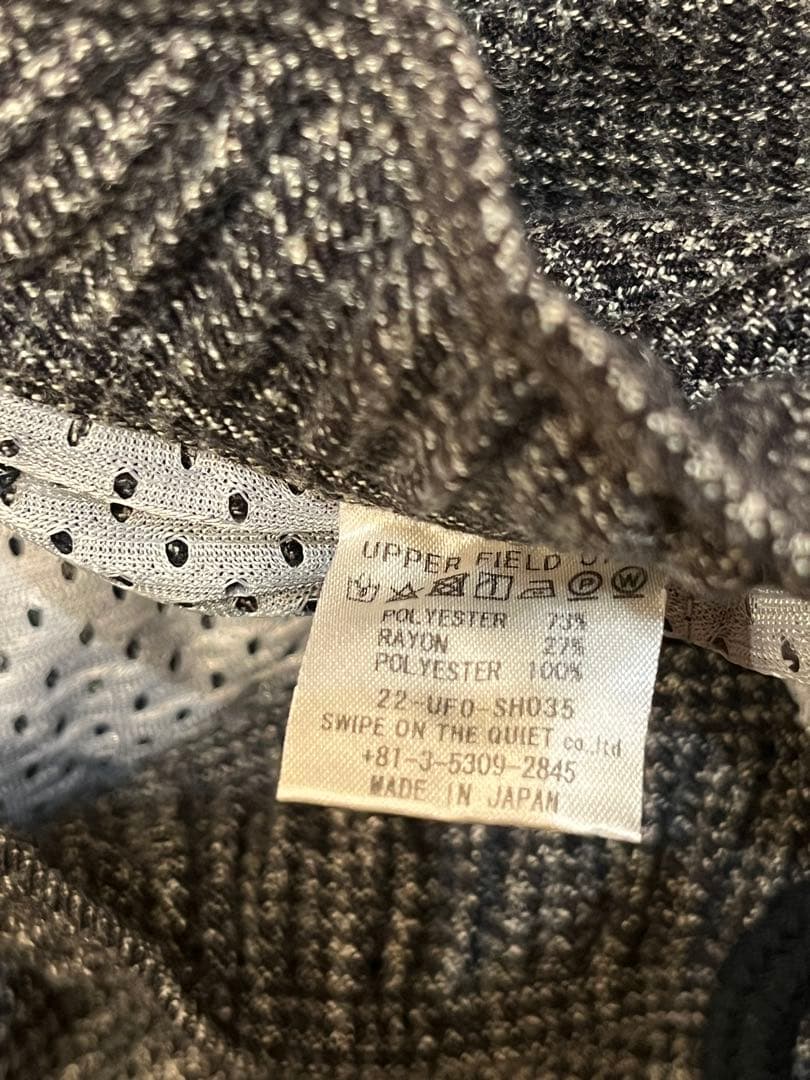 UPPER FIELD
P W
POLYESTER 73%
RAYON 27%
POLYESTER 100%
22-UFO-SH035
SWIPE ON THE QUIET co.,ltd
+81-3-5309-2845
MADE IN JAPAN